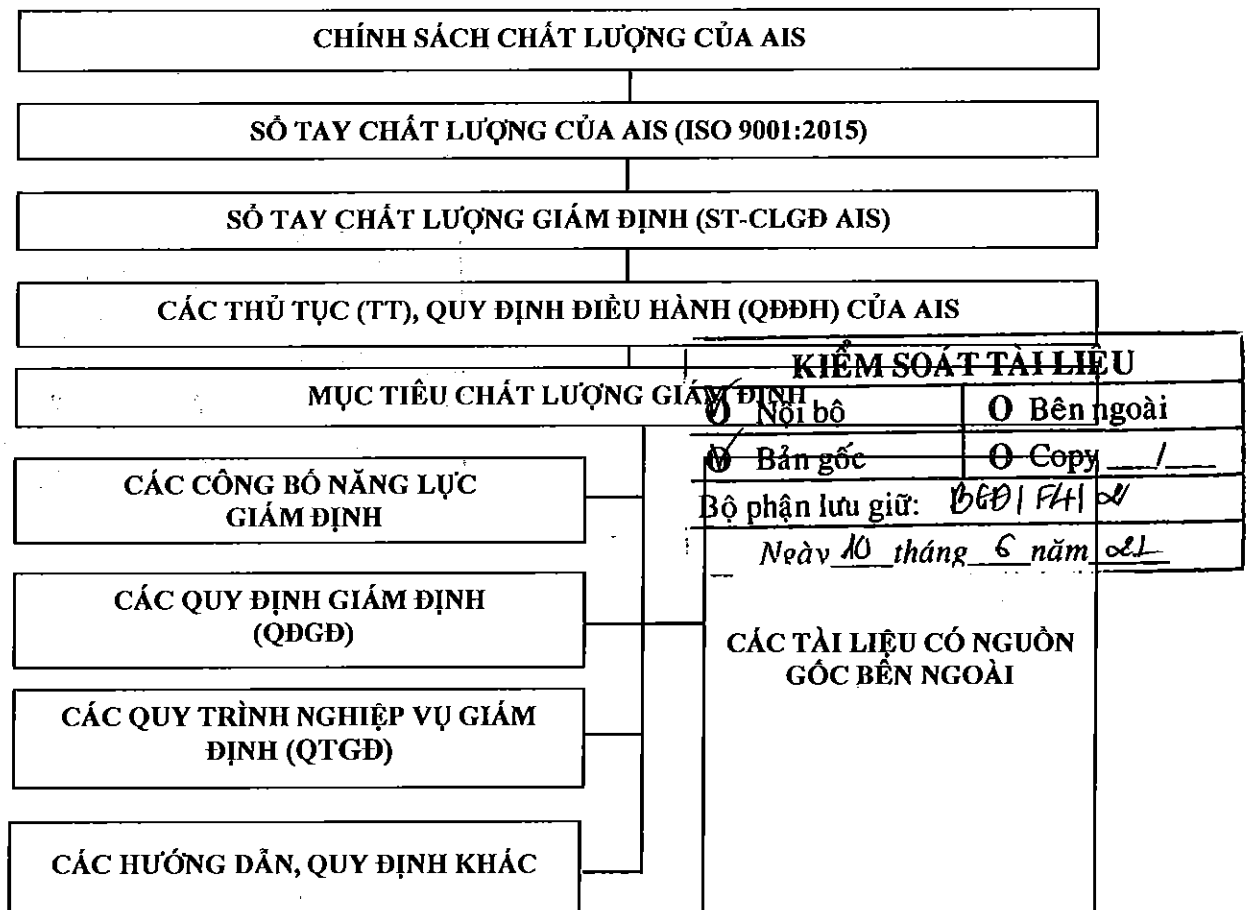 CHÍNH SÁCH CHẤT LƯỢNG CỦA AIS
SỔ TAY CHẤT LƯỢNG CỦA AIS (ISO 9001:2015)
SỔ TAY CHẤT LƯỢNG GIÁM ĐỊNH (ST-CLGĐ AIS)
CÁC THỦ TỤC (TT), QUY ĐỊNH ĐIỀU HÀNH (QĐĐH) CỦA AIS
MỤC TIÊU CHẤT LƯỢNG GIÁM ĐỊNH
KIỂM SOÁT TÀI LIỆU
O Nội bộ O Bên ngoài
O Bản gốc O Copy __/__
Bộ phận lưu giữ:
Ngày 10 tháng 6 năm
CÁC CÔNG BỐ NĂNG LỰC
GIÁM ĐỊNH
CÁC QUY ĐỊNH GIÁM ĐỊNH
(QĐGĐ)
CÁC QUY TRÌNH NGHIỆP VỤ GIÁM
ĐỊNH (QTGĐ)
CÁC HƯỚNG DẪN, QUY ĐỊNH KHÁC
CÁC TÀI LIỆU CÓ NGUỒN
GỐC BÊN NGOÀI